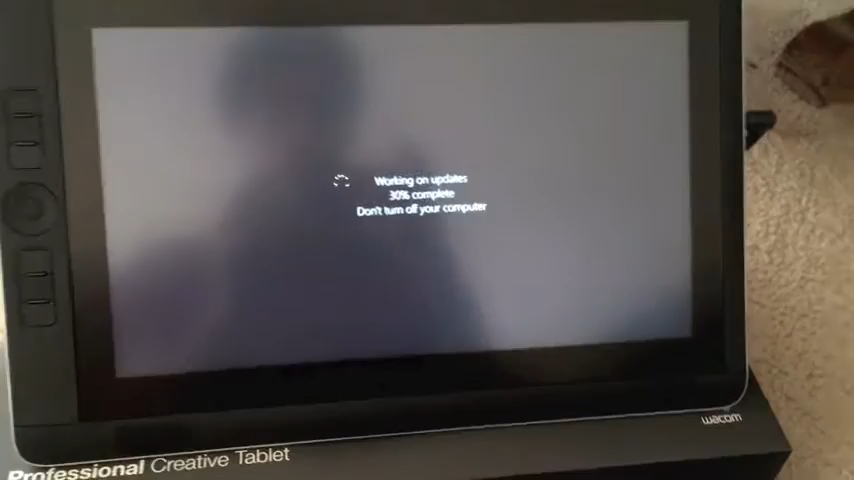 Working on updates
30% complete
Don't turn off your computer
wacom
Professional Creative Tablet